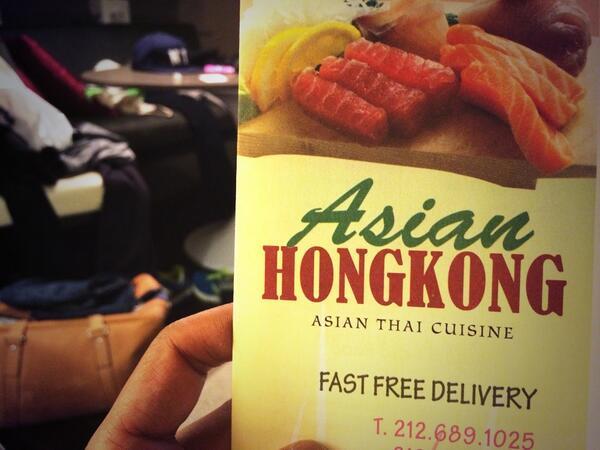 Asian
HONGKONG
ASIAN THAI CUISINE
FAST FREE DELIVERY
T. 212.689.1025